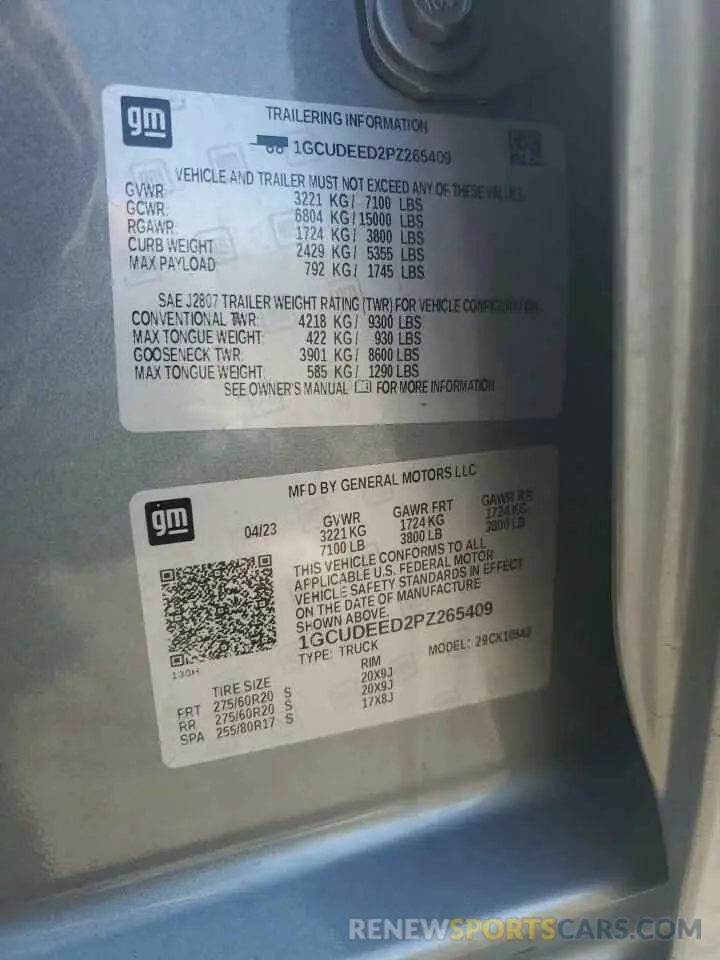 gm
TRAILERING INFORMATION
1GCUDEED2PZ265409
VEHICLE AND TRAILER MUST NOT EXCEED ANY OF THESE VALUES.
GVWR: 3221 KG/ 7100 LBS
GCWR: 6804 KG/ 15000 LBS
RGAWR: 1724 KG/ 3800 LBS
CURB WEIGHT: 2429 KG/ 5355 LBS
MAX PAYLOAD: 792 KG/ 1745 LBS
SAE J2807 TRAILER WEIGHT RATING (TWR) FOR VEHICLE CONFIGURATION:
CONVENTIONAL TWR: 4218 KG/ 9300 LBS
MAX TONGUE WEIGHT: 422 KG/ 930 LBS
GOOSENECK TWR: 3901 KG/ 8600 LBS
MAX TONGUE WEIGHT: 585 KG/ 1290 LBS
SEE OWNER'S MANUAL FOR MORE INFORMATION
gm
MFD BY GENERAL MOTORS LLC
04/23 GVWR GAWR FRT GAWR RR
3221 KG 1724 KG 1724 KG
7100 LB 3800 LB 3800 LB
THIS VEHICLE CONFORMS TO ALL
APPLICABLE U.S. FEDERAL MOTOR
VEHICLE SAFETY STANDARDS IN EFFECT
ON THE DATE OF MANUFACTURE
SHOWN ABOVE.
1GCUDEED2PZ265409
TYPE: TRUCK MODEL: 29CK10543
130H
TIRE SIZE RIM
FRT 275/60R20 S 20X9J
RR 275/60R20 S 20X9J
SPA 255/80R17 S 17X8J
RENEWSPORTSCARS.COM